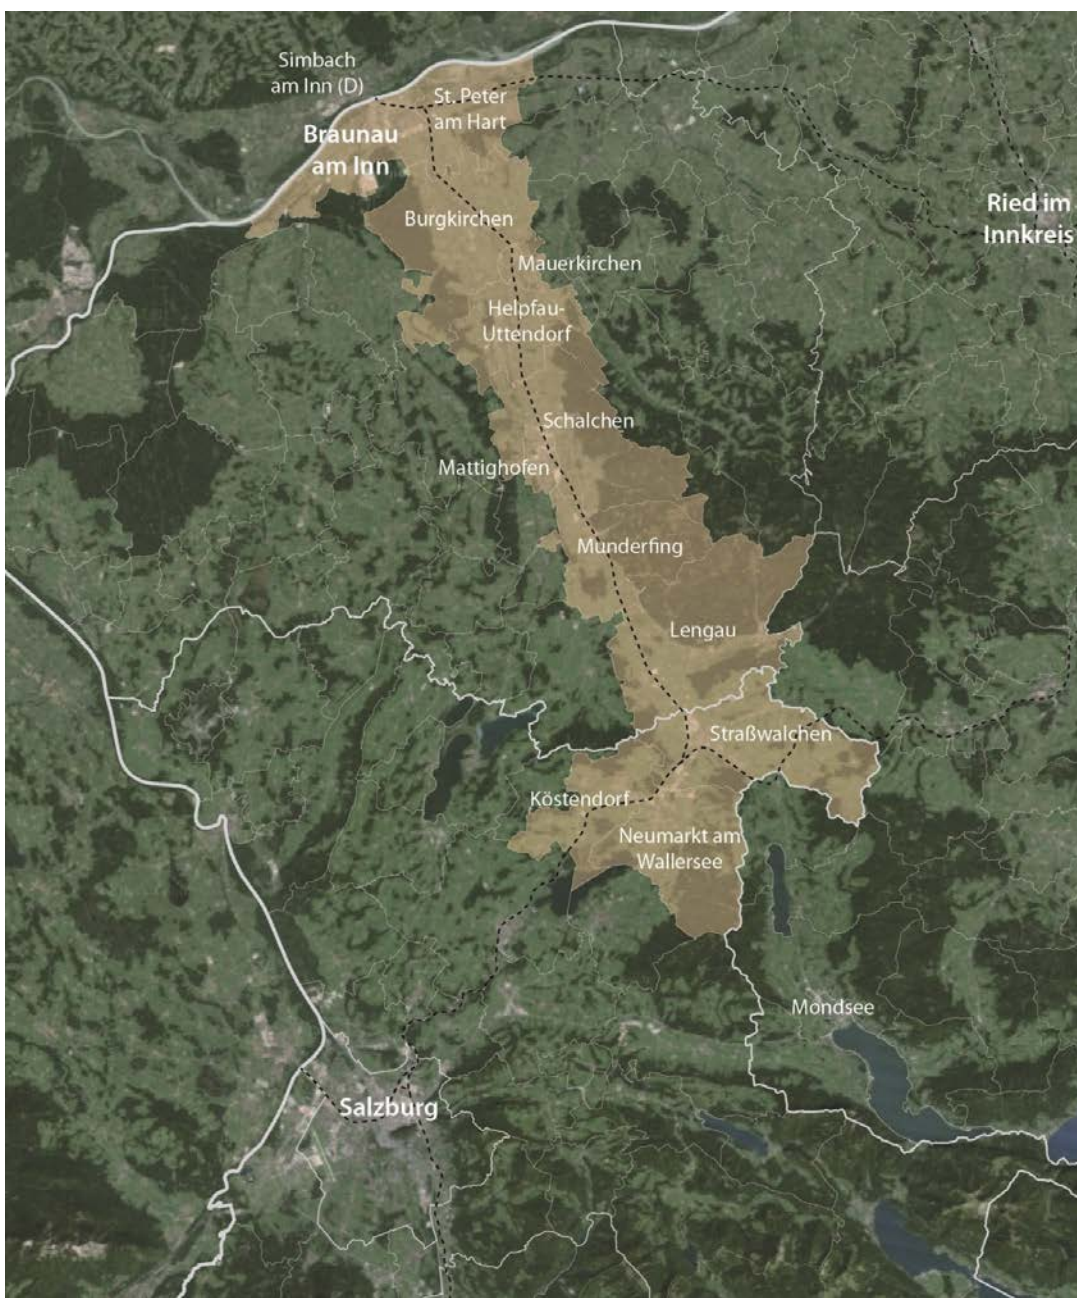 Simbach
am Inn (D)
St. Peter
am Hart
Braunau
am Inn
Ried im
Innkreis
Burgkirchen
Mauerkirchen
Helpfau-
Uttendorf
Schalchen
Mattighofen
Munderfing
Lengau
Straßwalchen
Köstendorf
Neumarkt am
Wallersee
Mondsee
Salzburg